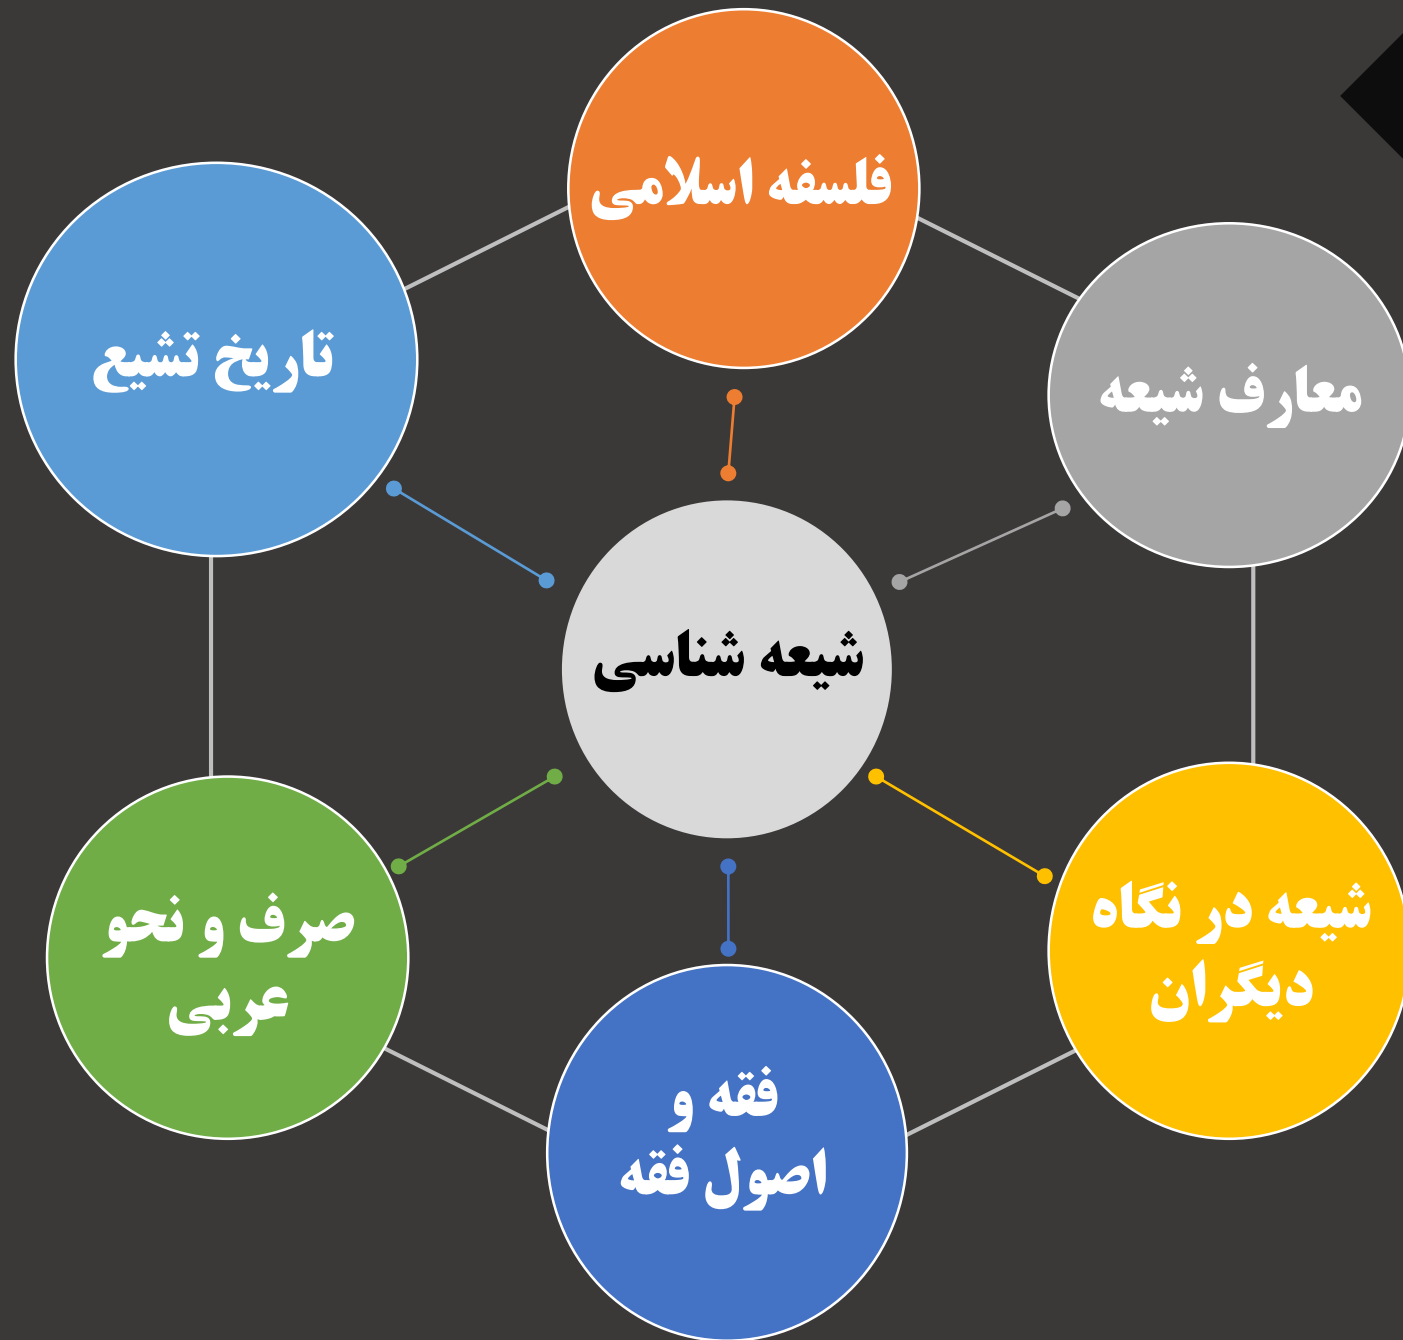 فلسفه اسلامی
معارف شیعه
تاریخ تشیع
شیعه شناسی
شیعه در نگاه
دیگران
صرف و نحو
عربی
فقه و
اصول فقه